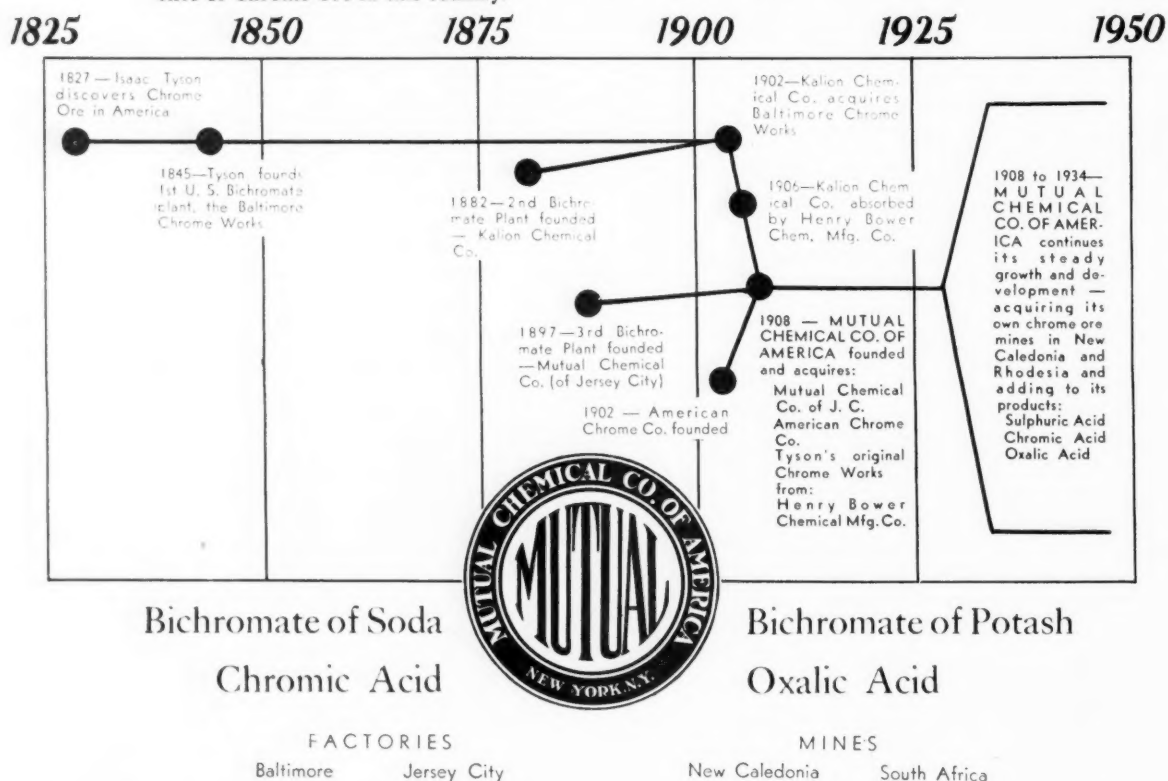 1825 1850 1875 1900 1925 1950
1827 — Isaac Tyson
discovers Chrome
Ore in America
1845—Tyson founds
1st U. S. Bichromate
plant, the Baltimore
Chrome Works
1882—2nd Bichro-
mate Plant founded
— Kalion Chemical
Co.
1897—3rd Bichro-
mate Plant founded
—Mutual Chemical
Co. (of Jersey City)
1902 — American
Chrome Co. founded
1902—Kalion Chem-
ical Co. acquires
Baltimore Chrome
Works
1906—Kalion Chem
ical Co. absorbed
by Henry Bower
Chem. Mfg. Co.
1908 — MUTUAL
CHEMICAL CO. OF
AMERICA founded
and acquires:
Mutual Chemical
Co. of J. C.
American Chrome
Co.
Tyson's original
Chrome Works
from:
Henry Bower
Chemical Mfg. Co.
1908 to 1934—
MUTUAL
CHEMICAL
CO. OF AMER-
ICA continues
its steady
growth and de-
velopment —
acquiring its
own chrome ore
mines in New
Caledonia and
Rhodesia and
adding to its
products:
Sulphuric Acid
Chromic Acid
Oxalic Acid
MUTUAL CHEMICAL CO. OF AMERICA
MUTUAL
NEW YORK, N.Y.
Bichromate of Soda
Chromic Acid
Bichromate of Potash
Oxalic Acid
FACTORIES
Baltimore Jersey City
MINES
New Caledonia South Africa